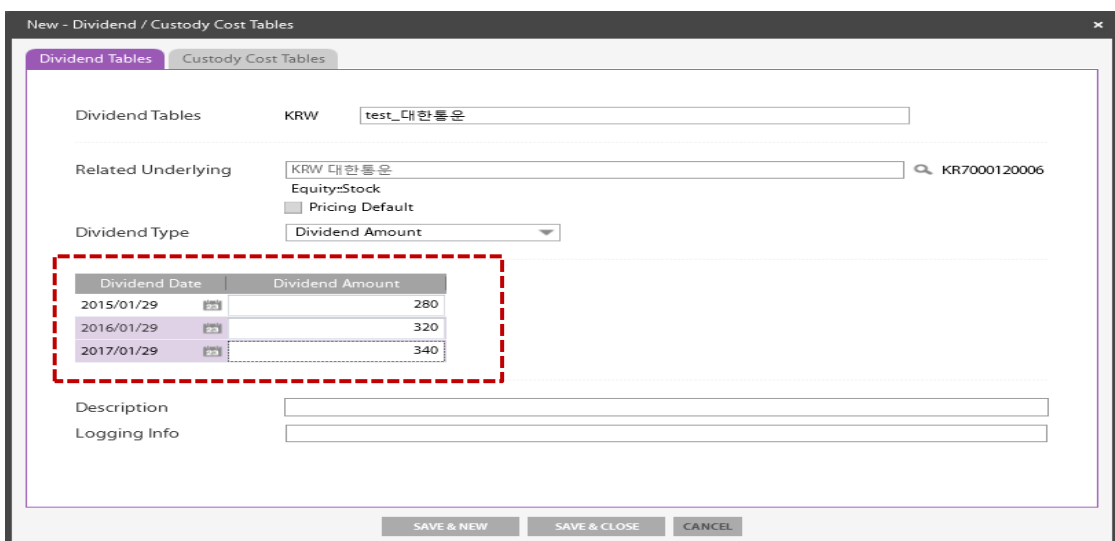 New - Dividend / Custody Cost Tables ×
Dividend Tables Custody Cost Tables
Dividend Tables KRW test_대한통운
Related Underlying KRW 대한통운 KR7000120006
Equity::Stock
Pricing Default
Dividend Type Dividend Amount
Dividend Date Dividend Amount
2015/01/29 23 280
2016/01/29 23 320
2017/01/29 23 340
Description
Logging Info
SAVE & NEW SAVE & CLOSE CANCEL